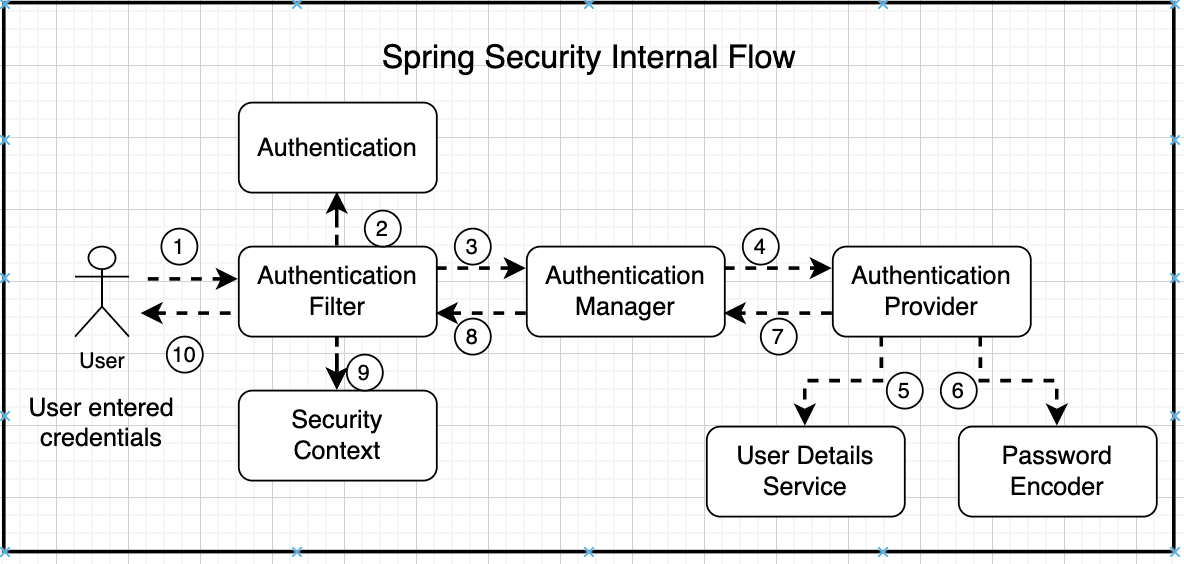 Spring Security Internal Flow
Authentication
2
1
3
4
Authentication
Filter
Authentication
Manager
Authentication
Provider
10
8
7
User
9
5
6
User entered
credentials
Security
Context
User Details
Service
Password
Encoder